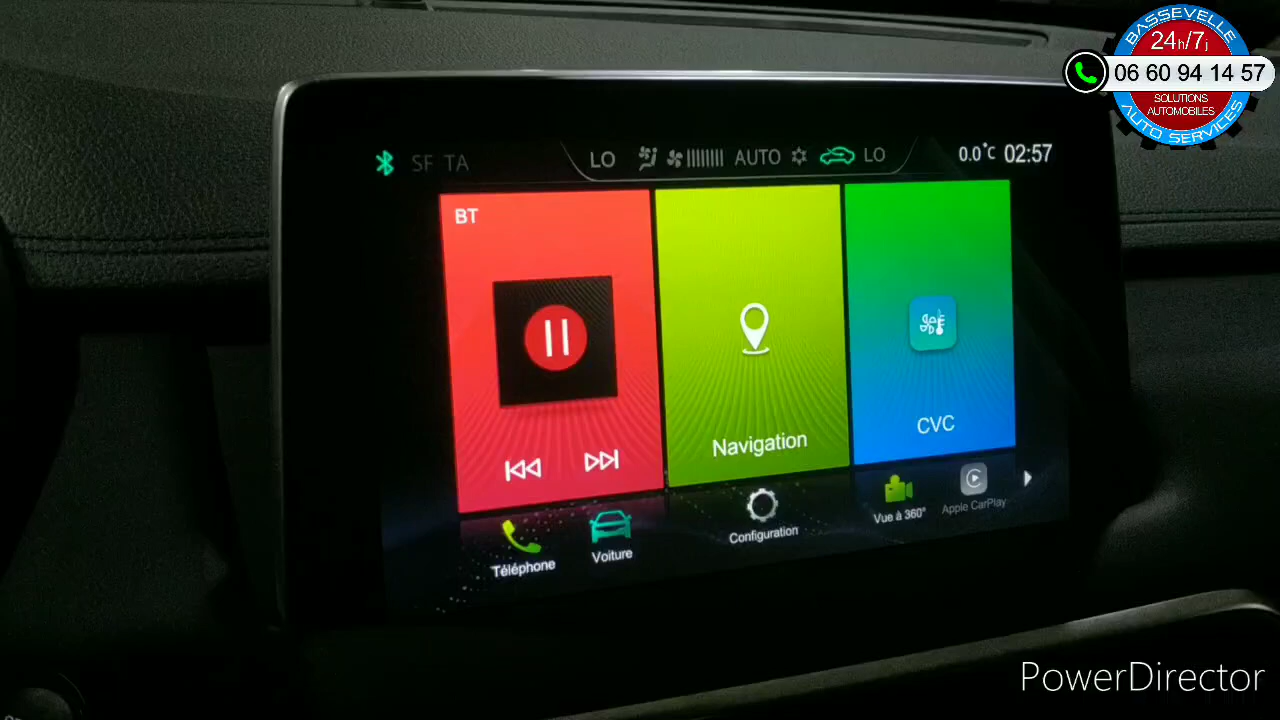 BASSEVELLE
24h/7j
06 60 94 14 57
SOLUTIONS
AUTOMOBILES
AUTO SERVICES
SF TA
LO
AUTO
LO
0.0°C 02:57
BT
Navigation
CVC
Téléphone
Voiture
Configuration
Vue à 360°
Apple CarPlay
PowerDirector